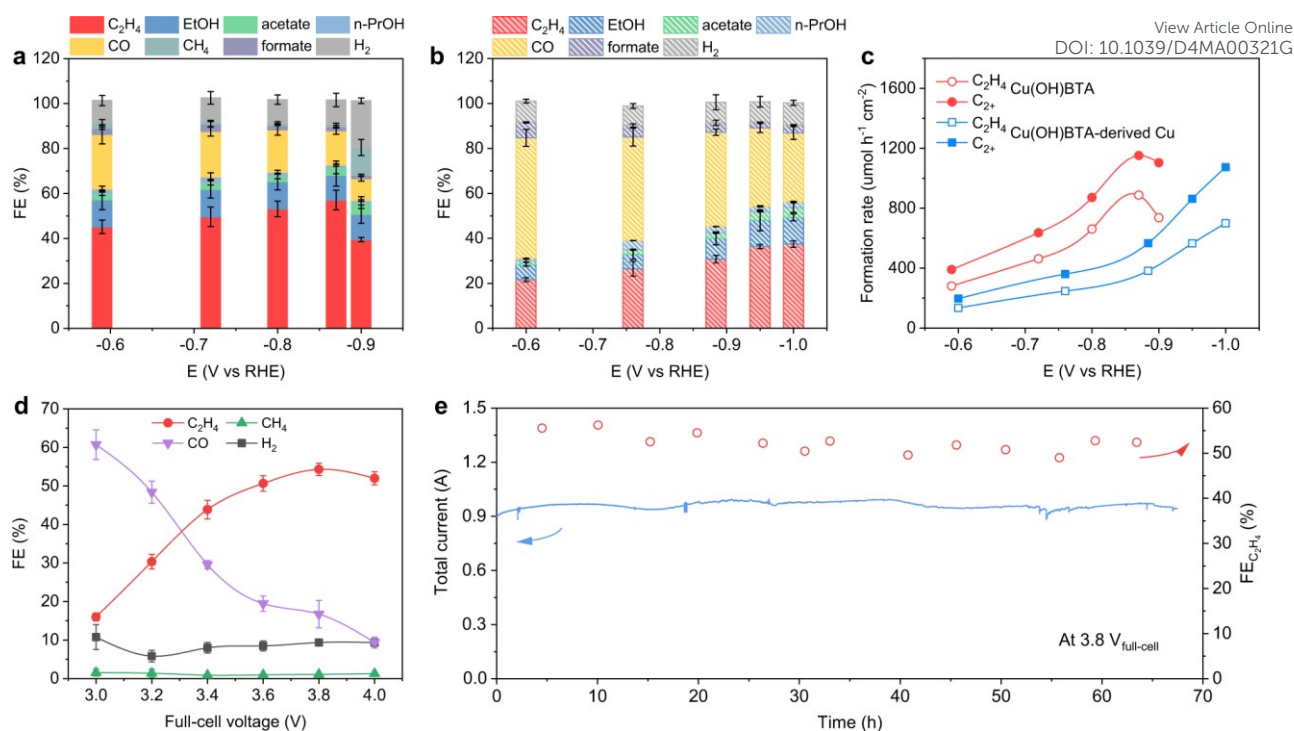 View Article Online
DOI: 10.1039/D4MA00321G
a
C₂H₄ EtOH acetate n-PrOH
CO CH₄ formate H₂
FE (%)
120
100
80
60
40
20
0
-0.6 -0.7 -0.8 -0.9
E (V vs RHE)
b
C₂H₄ EtOH acetate n-PrOH
CO formate H₂
FE (%)
120
100
80
60
40
20
0
-0.6 -0.7 -0.8 -0.9 -1.0
E (V vs RHE)
c
C₂H₄ Cu(OH)BTA
C₂₊
C₂H₄ Cu(OH)BTA-derived Cu
C₂₊
Formation rate (umol h⁻¹ cm⁻²)
1600
1200
800
400
0
-0.6 -0.7 -0.8 -0.9 -1.0
E (V vs RHE)
d
C₂H₄ CH₄
CO H₂
FE (%)
70
60
50
40
30
20
10
0
3.0 3.2 3.4 3.6 3.8 4.0
Full-cell voltage (V)
e
Total current (A)
1.5
1.2
0.9
0.6
0.3
0.0
FE_C₂H₄ (%)
60
50
40
30
20
10
0
At 3.8 V_full-cell
0 10 20 30 40 50 60 70
Time (h)